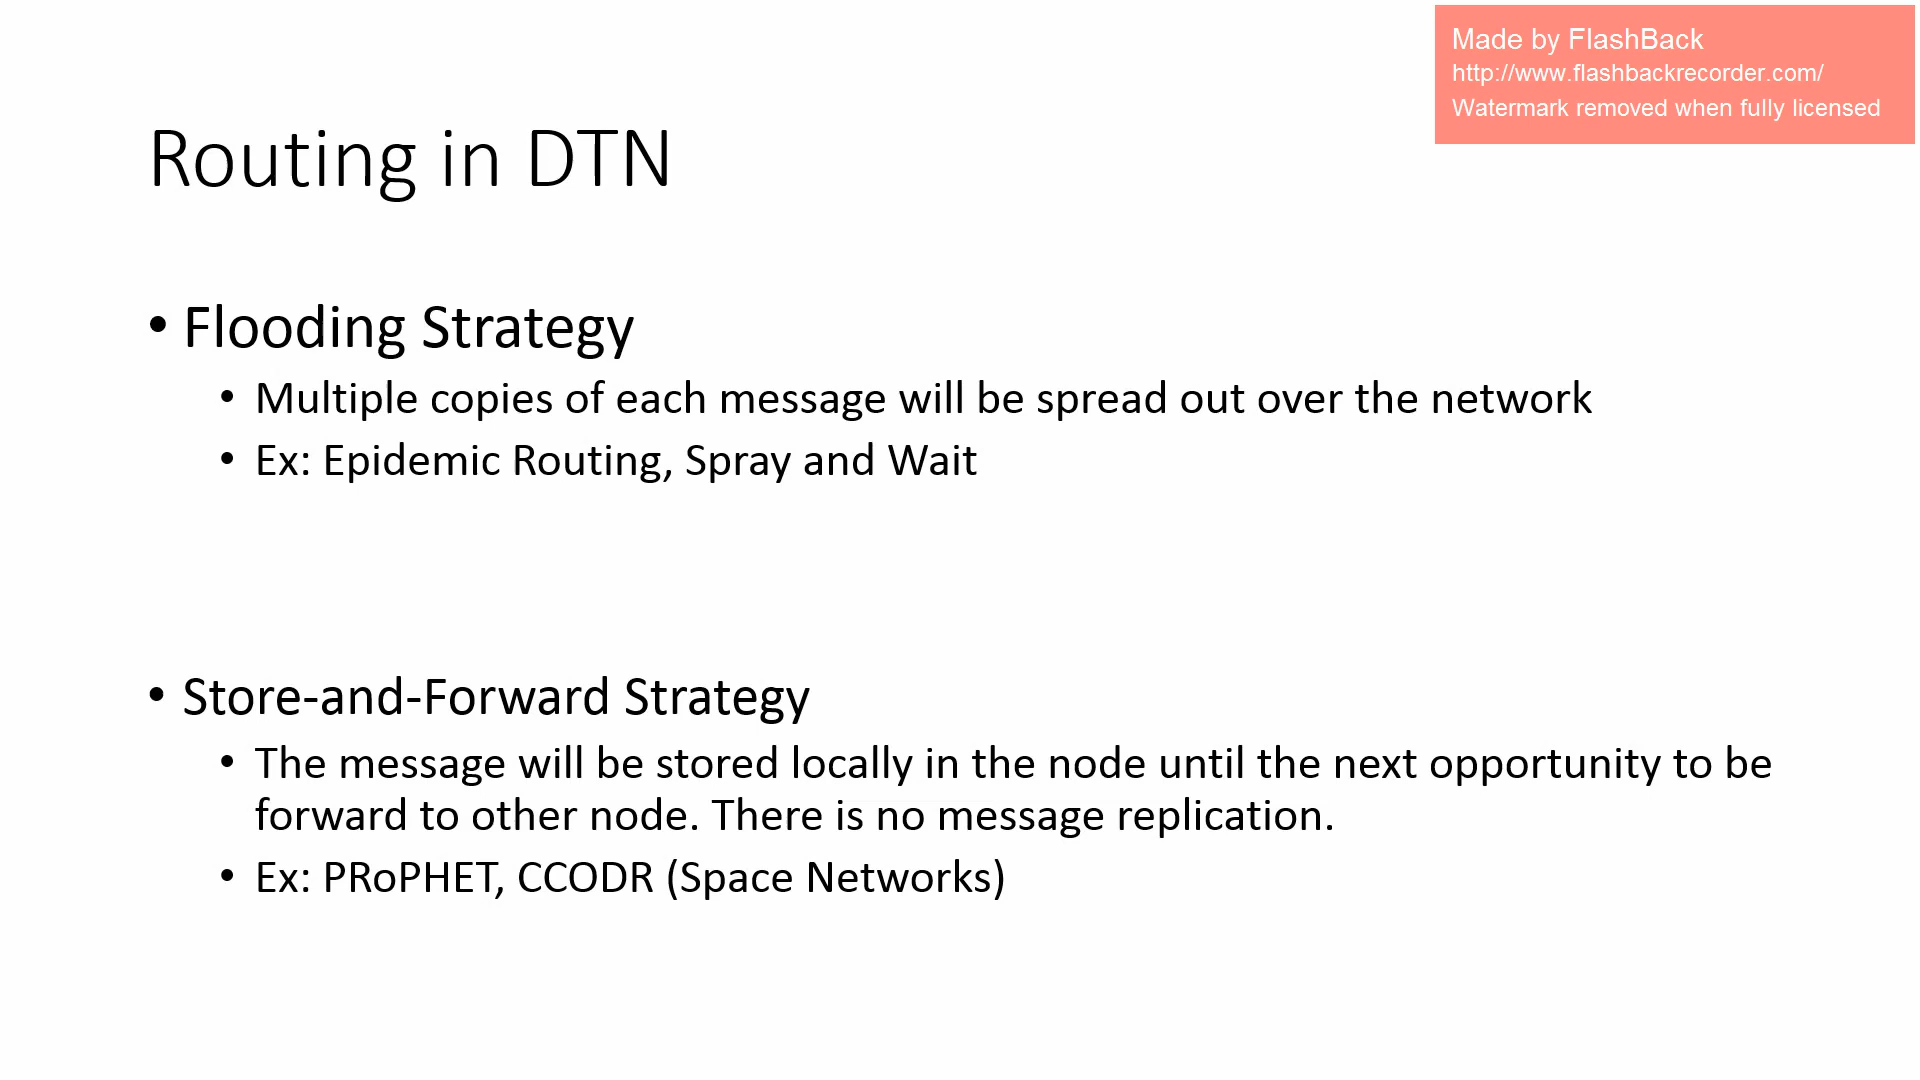 Made by FlashBack
http://www.flashbackrecorder.com/
Watermark removed when fully licensed
Routing in DTN
• Flooding Strategy
• Multiple copies of each message will be spread out over the network
• Ex: Epidemic Routing, Spray and Wait
• Store-and-Forward Strategy
• The message will be stored locally in the node until the next opportunity to be
forward to other node. There is no message replication.
• Ex: PRoPHET, CCODR (Space Networks)